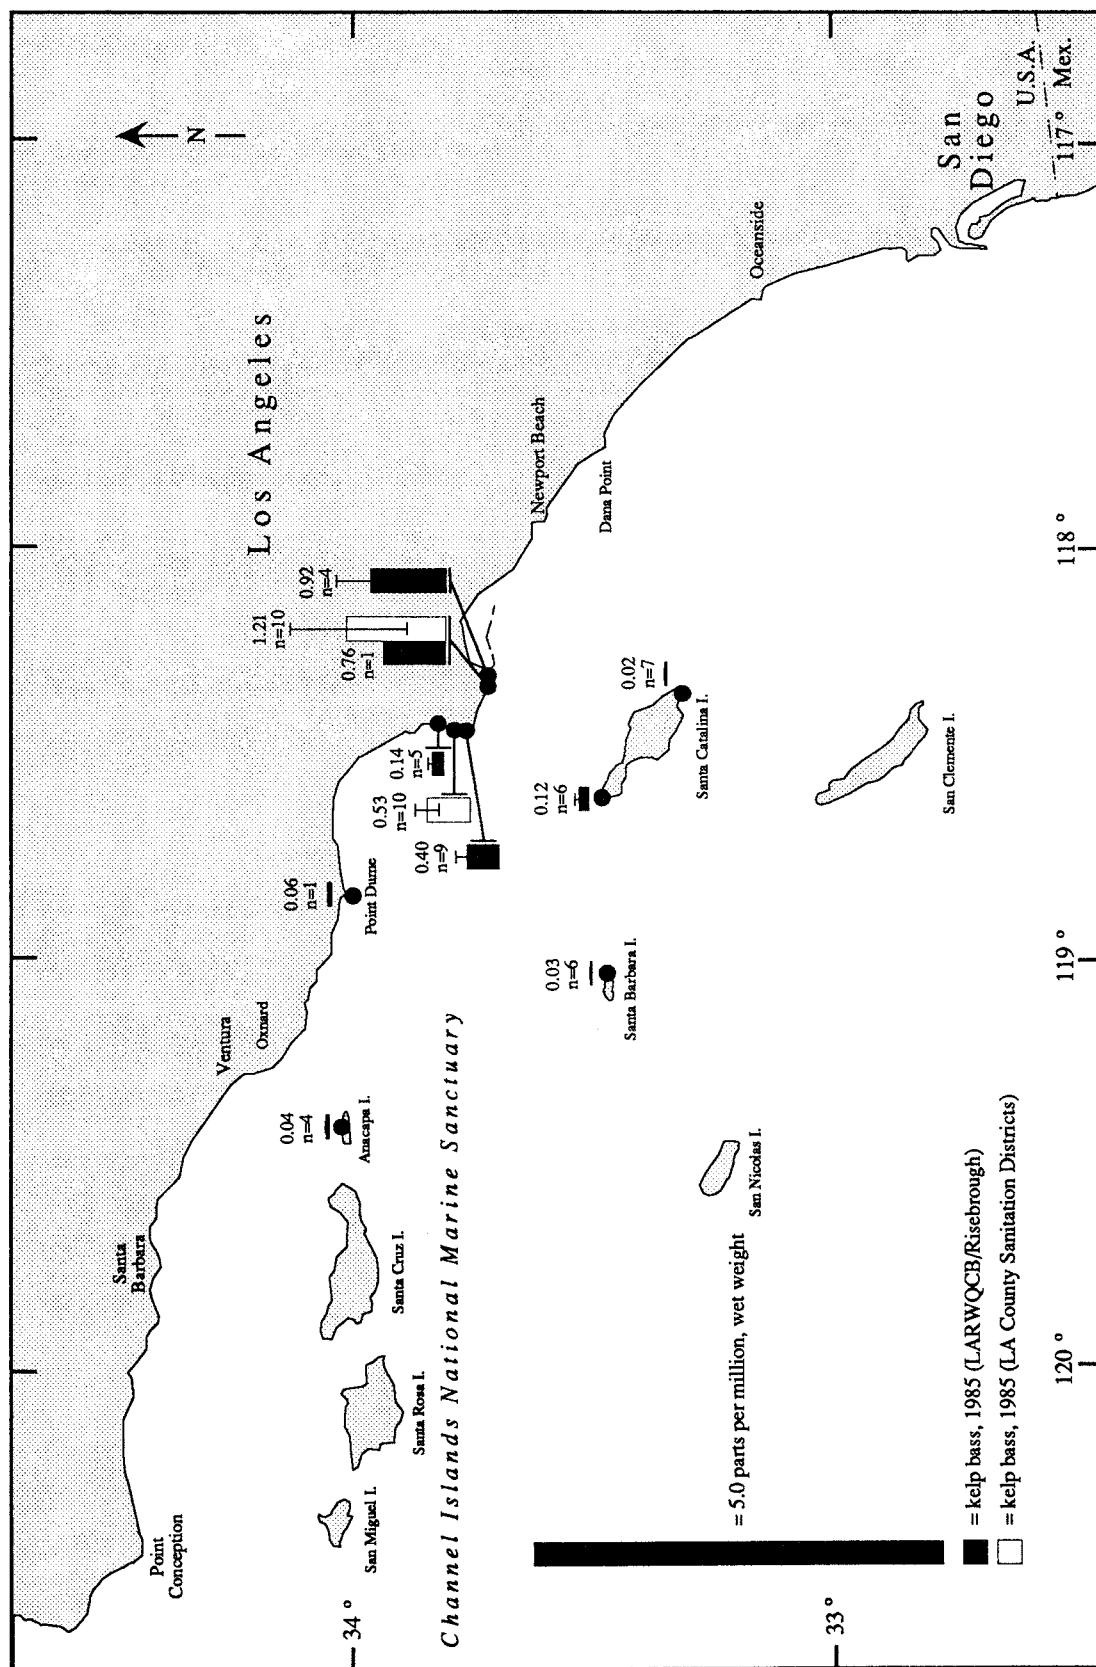 N
Los Angeles
San
Diego
U.S.A.
Mex.
Point
Conception
Santa
Barbara
Ventura
Oxnard
Point Dume
0.06
n=1
0.14
n=5
0.53
n=10
0.40
n=9
0.76
n=1
1.21
n=10
0.92
n=4
Newport Beach
Dana Point
Oceanside
San Miguel I.
Santa Rosa I.
Santa Cruz I.
0.04
n=4
Anacapa I.
Channel Islands National Marine Sanctuary
0.03
n=6
Santa Barbara I.
0.12
n=6
0.02
n=7
Santa Catalina I.
San Nicolas I.
San Clemente I.
= 5.0 parts per million, wet weight
= kelp bass, 1985 (LARWQCB/Risebrough)
= kelp bass, 1985 (LA County Sanitation Districts)
34 °
33 °
120 °
119 °
118 °
117 °